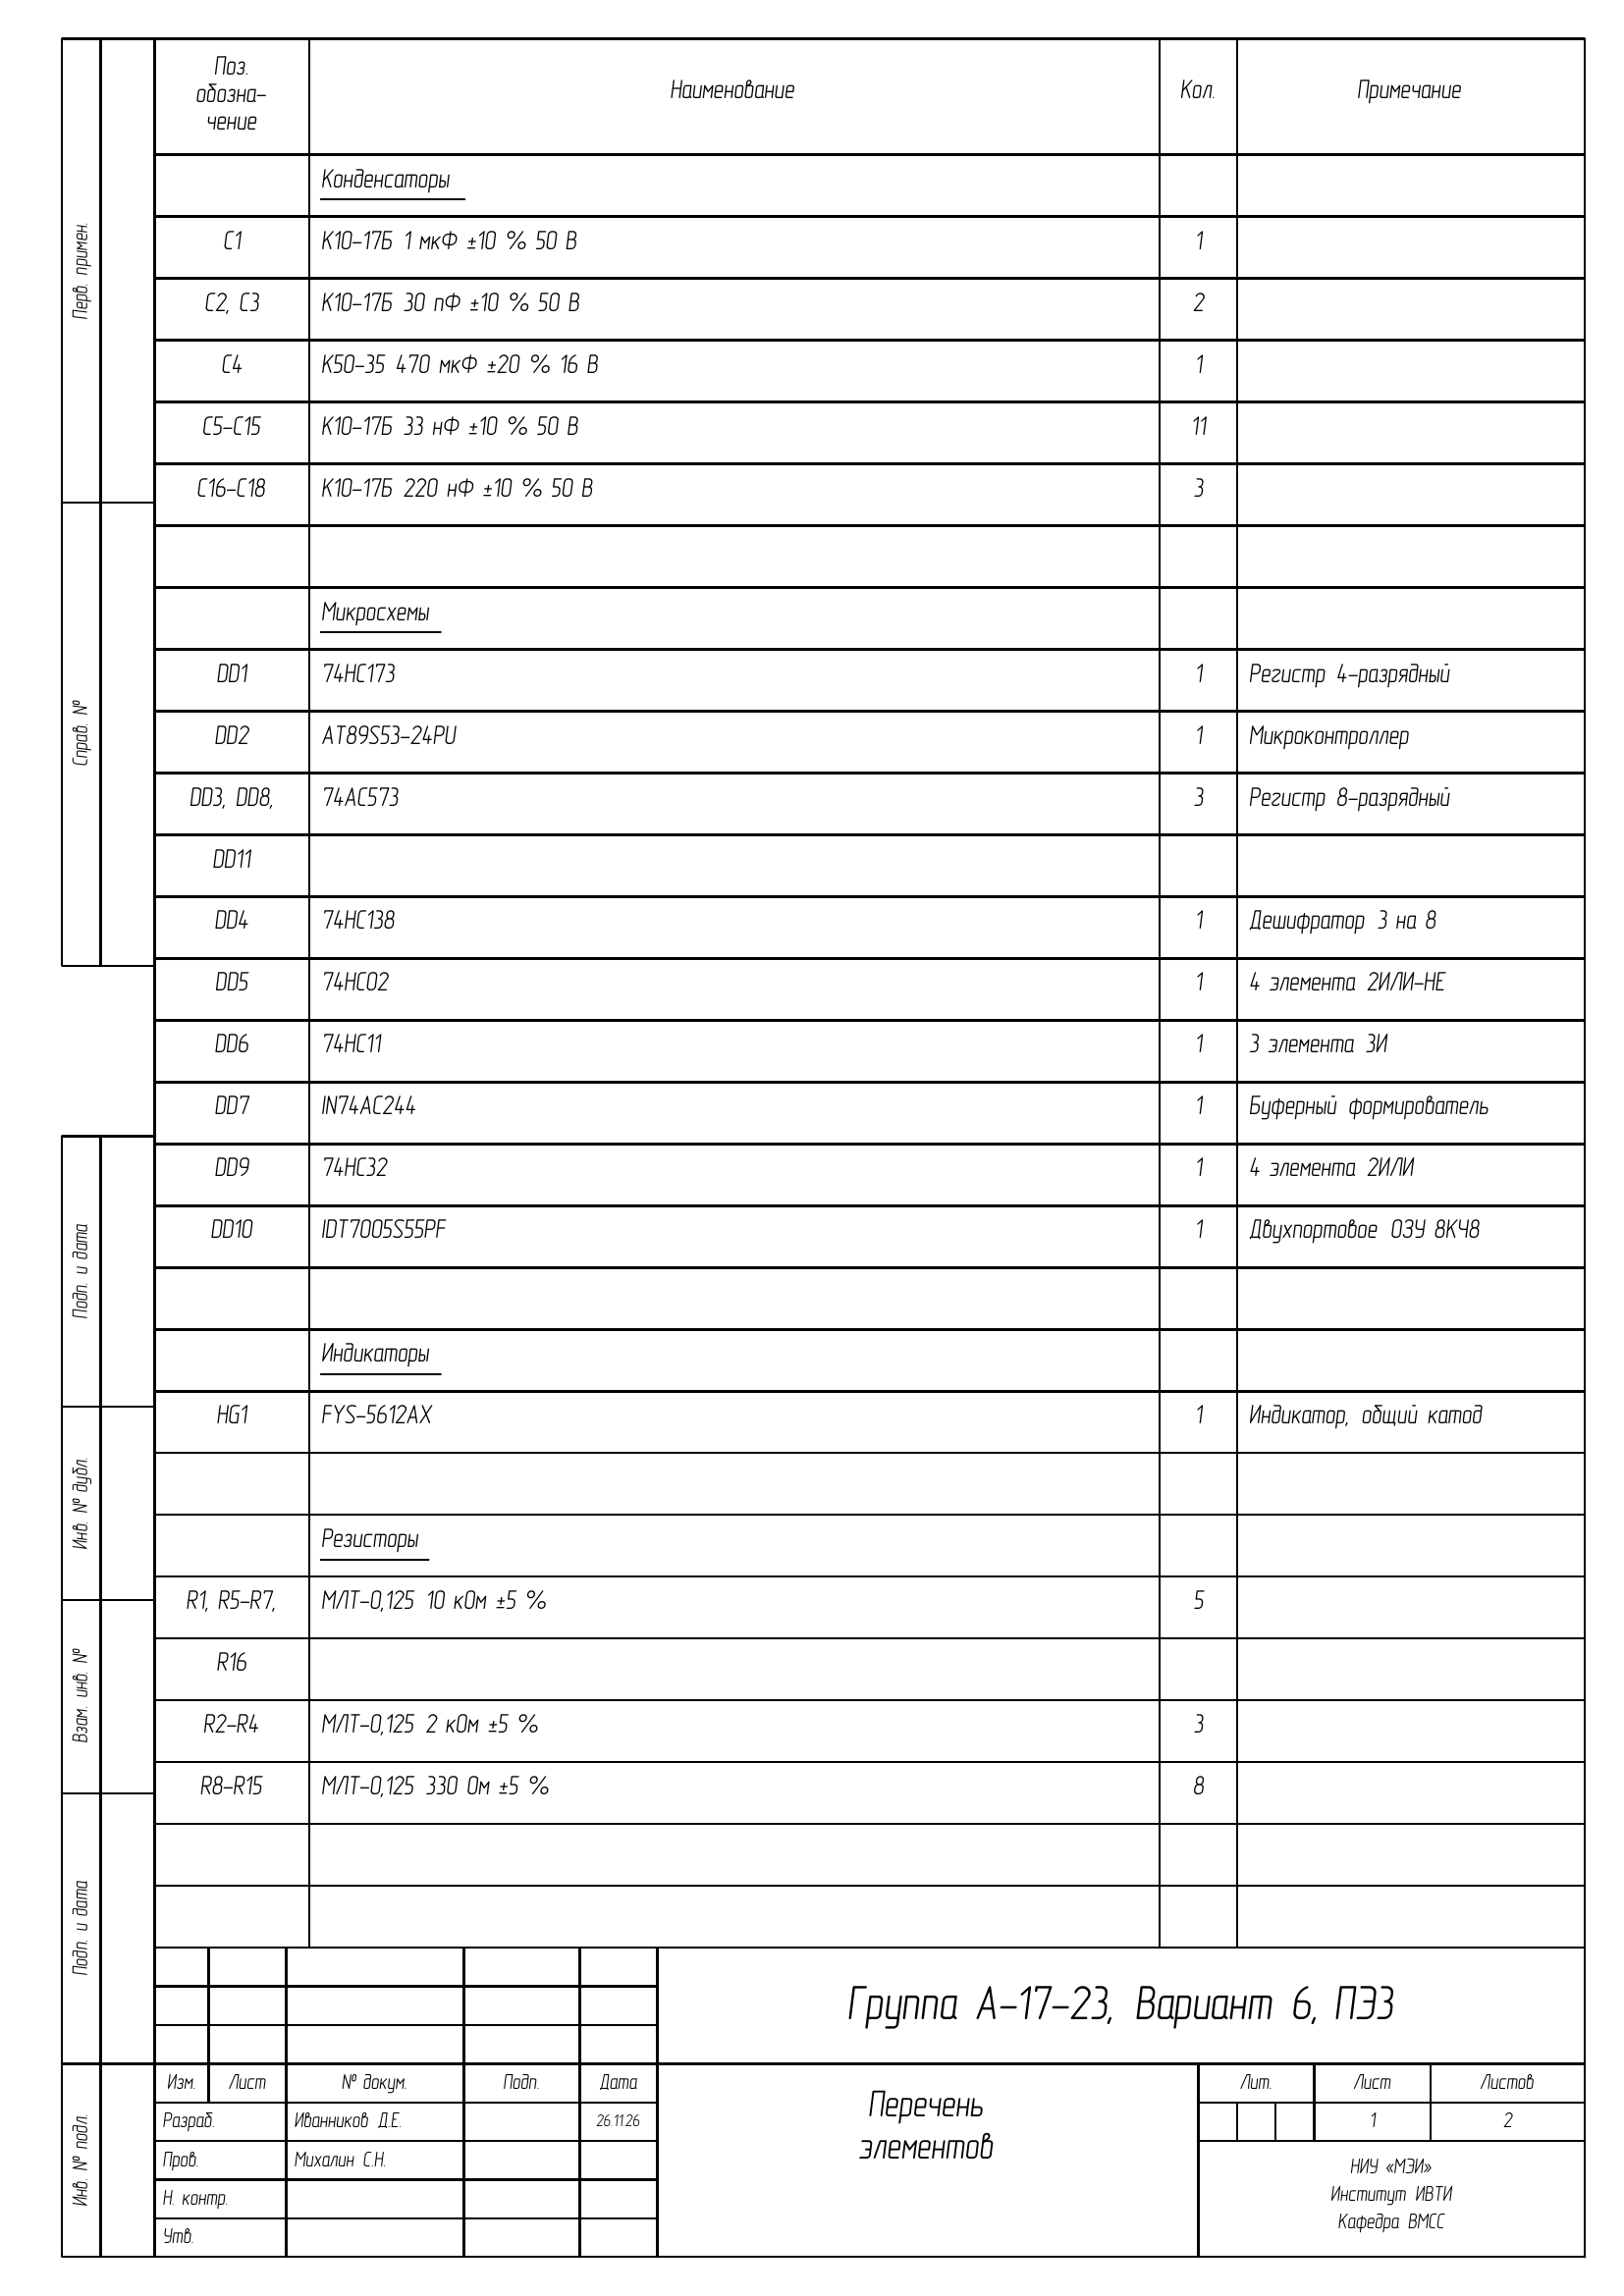 Поз.
обозна-
чение
Наименование
Кол.
Примечание
Конденсаторы
C1 К10-17Б 1 мкФ ±10 % 50 В 1
C2, C3 К10-17Б 30 пФ ±10 % 50 В 2
C4 К50-35 470 мкФ ±20 % 16 В 1
C5-C15 К10-17Б 33 нФ ±10 % 50 В 11
C16-C18 К10-17Б 220 нФ ±10 % 50 В 3
Микросхемы
DD1 74HC173 1 Регистр 4-разрядный
DD2 AT89S53-24PU 1 Микроконтроллер
DD3, DD8, 74AC573 3 Регистр 8-разрядный
DD11
DD4 74HC138 1 Дешифратор 3 на 8
DD5 74HC02 1 4 элемента 2ИЛИ-НЕ
DD6 74HC11 1 3 элемента 3И
DD7 IN74AC244 1 Буферный формирователь
DD9 74HC32 1 4 элемента 2ИЛИ
DD10 IDT7005S55PF 1 Двухпортовое ОЗУ 8КЧ8
Индикаторы
HG1 FYS-5612AX 1 Индикатор, общий катод
Резисторы
R1, R5-R7, МЛТ-0,125 10 кОм ±5 % 5
R16
R2-R4 МЛТ-0,125 2 кОм ±5 % 3
R8-R15 МЛТ-0,125 330 Ом ±5 % 8
Перв. примен.
Справ. №
Подп. и дата
Инв. № дубл.
Взам. инв. №
Подп. и дата
Инв. № подл.
Группа А-17-23, Вариант 6, ПЭ3
Изм. Лист № докум. Подп. Дата
Разраб. Иванников Д.Е. 26.11.26
Пров. Михалин С.Н.
Н. контр.
Утв.
Перечень
элементов
Лит. Лист Листов
1 2
НИУ «МЭИ»
Институт ИВТИ
Кафедра ВМСС